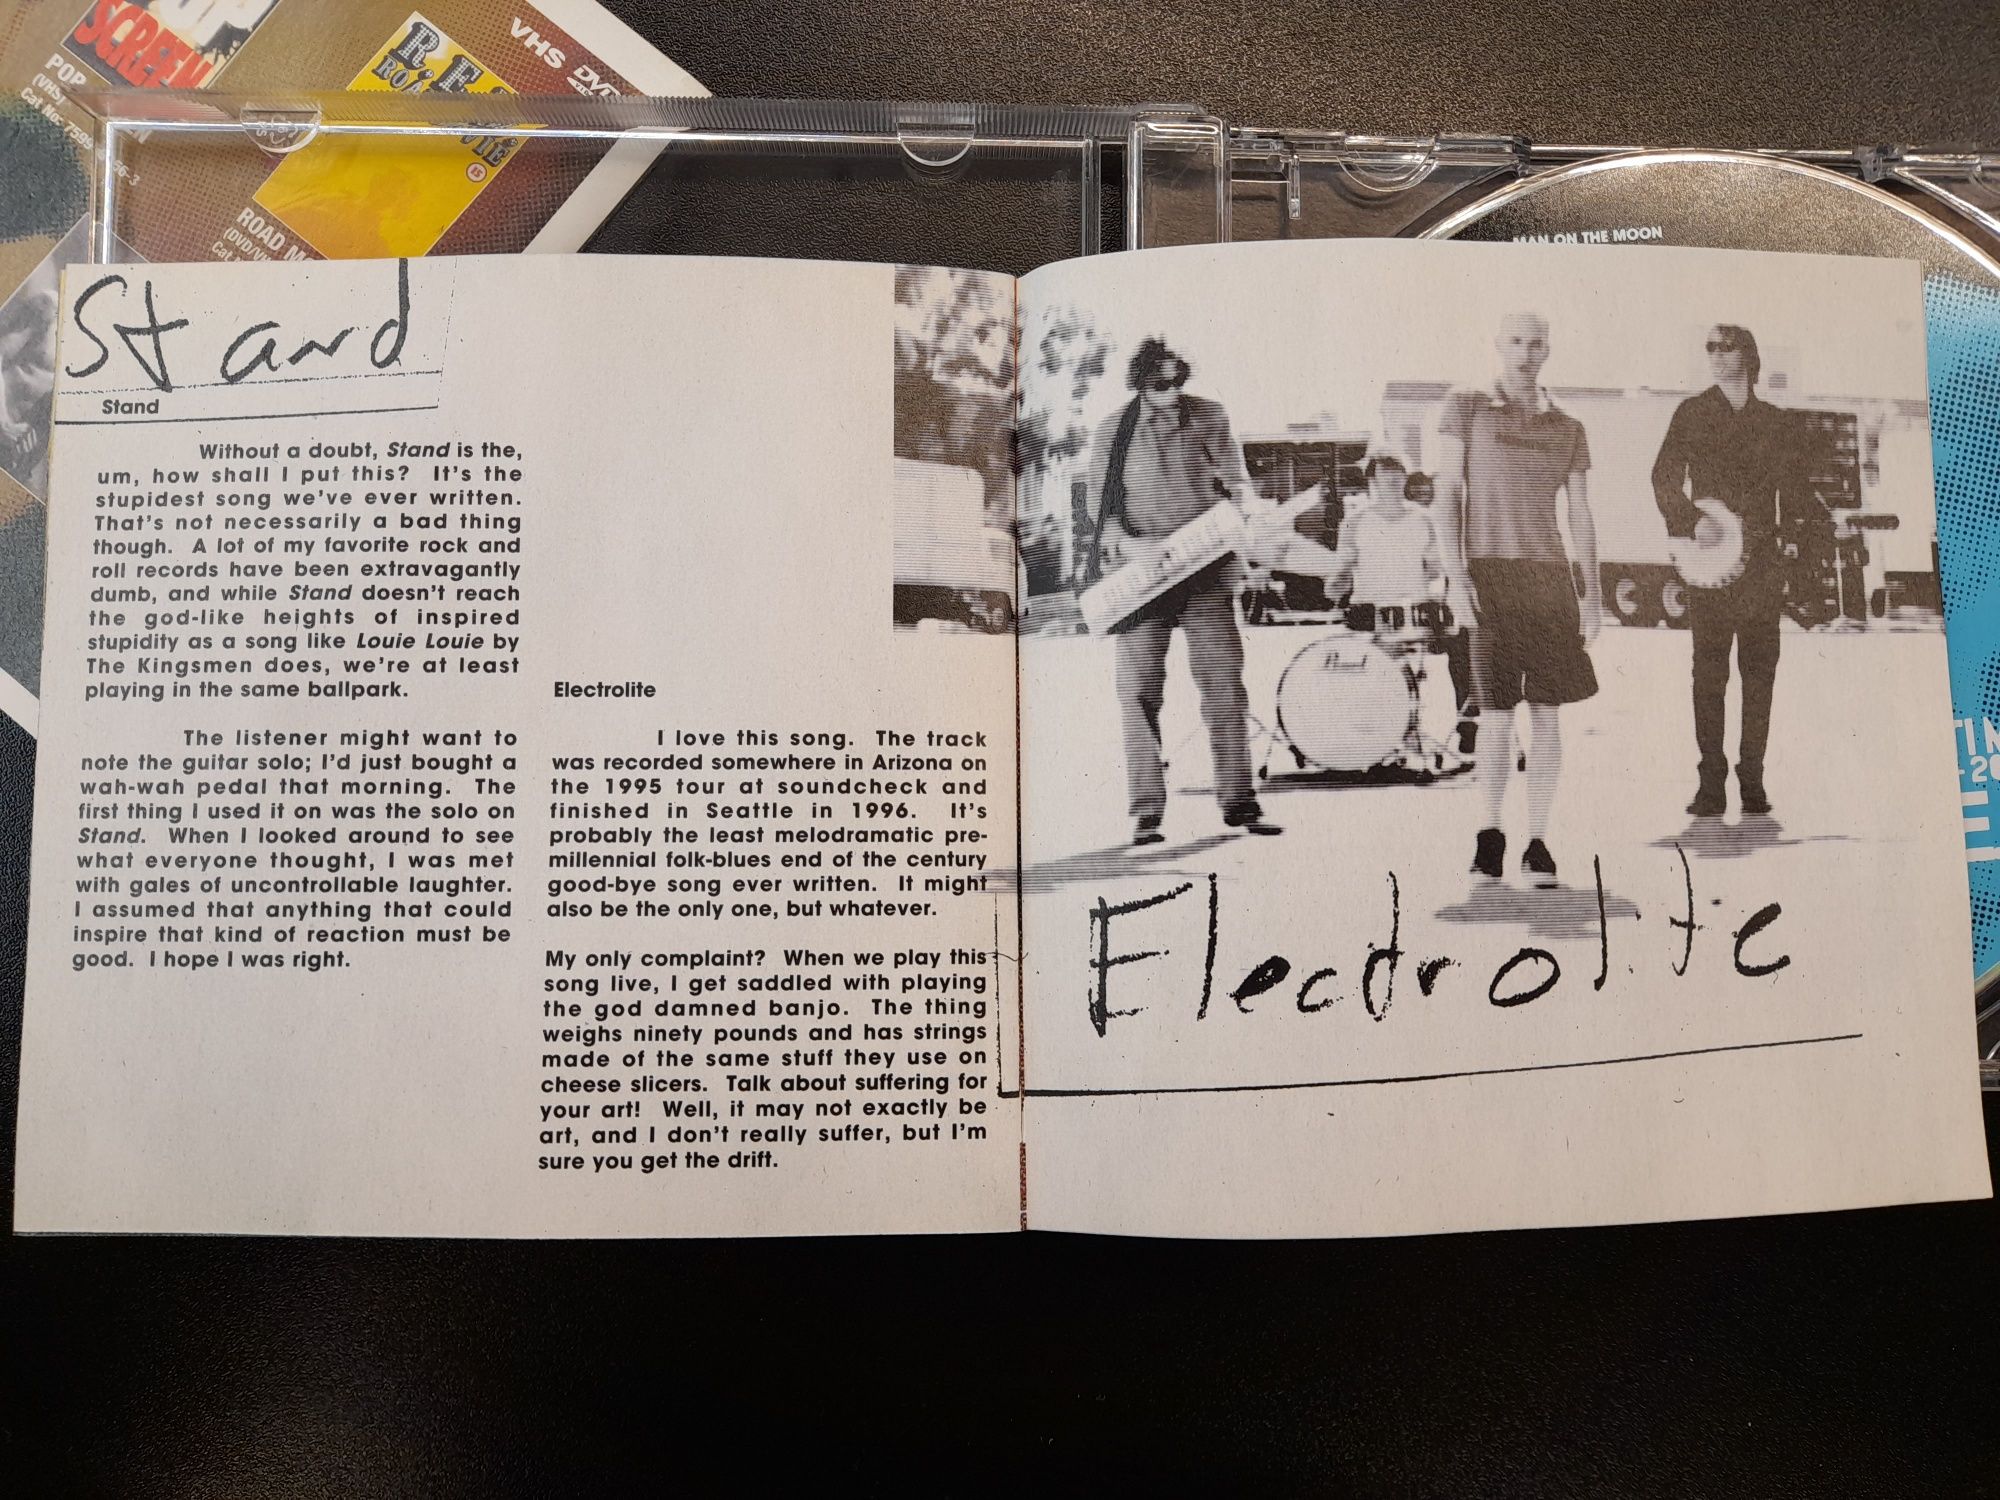 POP
SCREEN
POP
(VHS)
Cat No: 7599
66-3
R.E.
VHS
DVD
ROAD M
(DVD/V
Cat
MAN ON THE MOON
Stand
Stand
Without a doubt, Stand is the,
um, how shall I put this? It's the
stupidest song we've ever written.
That's not necessarily a bad thing
though. A lot of my favorite rock and
roll records have been extravagantly
dumb, and while Stand doesn't reach
the god-like heights of inspired
stupidity as a song like Louie Louie by
The Kingsmen does, we're at least
playing in the same ballpark.
The listener might want to
note the guitar solo; I'd just bought a
wah-wah pedal that morning. The
first thing I used it on was the solo on
Stand. When I looked around to see
what everyone thought, I was met
with gales of uncontrollable laughter.
I assumed that anything that could
inspire that kind of reaction must be
good. I hope I was right.
Electrolite
I love this song. The track
was recorded somewhere in Arizona on
the 1995 tour at soundcheck and
finished in Seattle in 1996. It's
probably the least melodramatic pre-
millennial folk-blues end of the century
good-bye song ever written. It might
also be the only one, but whatever.
My only complaint? When we play this
song live, I get saddled with playing
the god damned banjo. The thing
weighs ninety pounds and has strings
made of the same stuff they use on
cheese slicers. Talk about suffering for
your art! Well, it may not exactly be
art, and I don't really suffer, but I'm
sure you get the drift.
Pearl
Electrolite